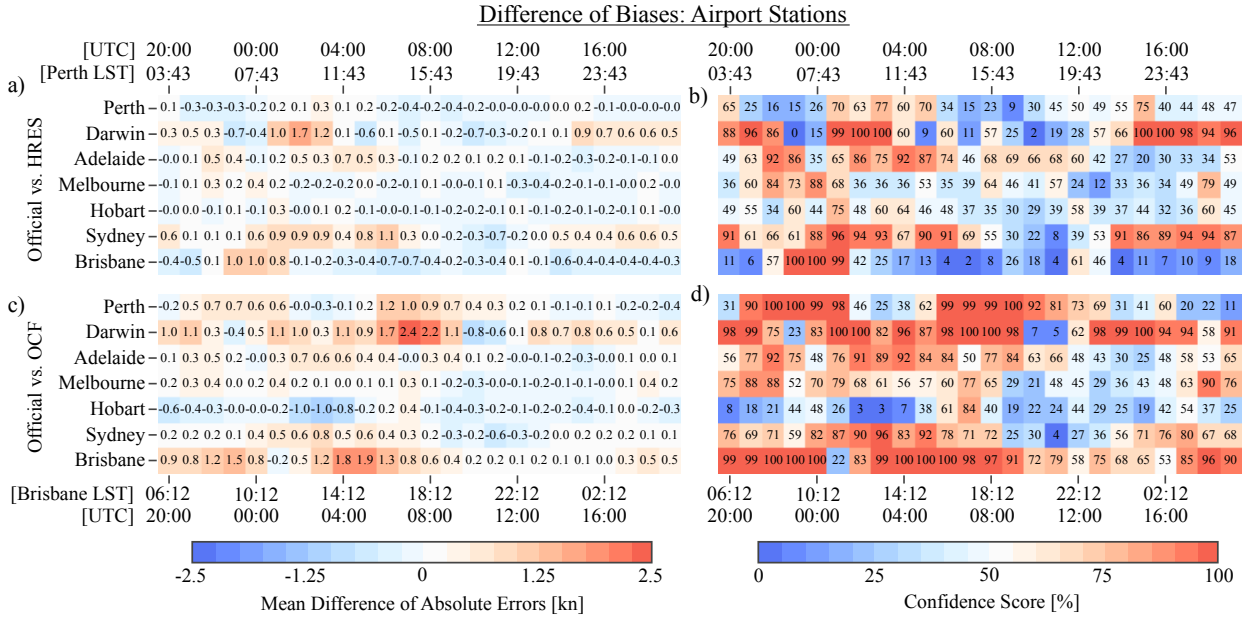 Difference of Biases: Airport Stations
[UTC] 20:00 00:00 04:00 08:00 12:00 16:00 20:00 00:00 04:00 08:00 12:00 16:00
[Perth LST] 03:43 07:43 11:43 15:43 19:43 23:43 03:43 07:43 11:43 15:43 19:43 23:43
a) b)
Official vs. HRES
Perth 0.1 -0.3 -0.3 -0.3 -0.2 0.2 0.1 0.3 0.1 0.2 -0.2 -0.4 -0.2 -0.4 -0.2 -0.0 -0.0 -0.0 0.0 0.2 -0.1 -0.0 -0.0 -0.0 65 25 16 15 26 70 63 77 60 70 34 15 23 9 30 45 50 49 55 75 40 44 48 47
Darwin 0.3 0.5 0.3 -0.7 -0.4 1.0 1.7 1.2 0.1 -0.6 0.1 -0.5 0.1 -0.2 -0.7 -0.3 -0.2 0.1 0.2 0.9 0.7 0.6 0.6 0.5 88 96 86 0 15 99 100 100 60 9 60 11 57 25 2 19 28 57 66 100 100 98 94 96
Adelaide -0.0 0.1 0.5 0.4 -0.1 0.2 0.5 0.3 0.7 0.5 0.3 -0.1 0.2 0.1 0.2 0.1 0.2 -0.1 -0.2 -0.3 -0.2 -0.2 -0.1 0.0 49 63 92 86 35 65 86 75 92 87 74 46 68 69 66 68 60 42 27 20 30 33 34 53
Melbourne -0.1 0.1 0.3 0.2 0.4 0.2 -0.2 -0.2 -0.2 0.0 -0.2 -0.1 0.2 -0.1 -0.1 0.1 -0.3 -0.4 -0.2 -0.1 -0.1 -0.0 0.2 -0.0 36 60 84 73 88 68 36 36 36 53 35 39 64 46 41 57 24 12 33 36 34 49 79 49
Hobart -0.0 0.0 -0.1 0.1 -0.1 0.3 -0.0 0.1 0.2 -0.1 -0.0 -0.1 -0.1 -0.2 -0.2 -0.1 0.1 -0.1 -0.2 -0.1 -0.2 -0.1 0.1 -0.0 49 55 34 60 44 75 48 60 64 46 48 37 35 30 29 39 58 39 37 44 32 36 60 45
Sydney 0.6 0.1 0.2 0.1 0.6 0.9 0.9 0.9 0.4 0.8 1.1 0.3 0.0 -0.2 -0.3 -0.7 -0.2 0.0 0.5 0.4 0.4 0.6 0.6 0.5 91 61 66 61 88 96 94 93 67 90 91 69 55 30 22 8 39 53 91 86 89 94 94 87
Brisbane -0.4 -0.5 0.1 1.0 1.0 0.8 -0.1 -0.2 -0.3 -0.4 -0.7 -0.7 -0.4 -0.2 -0.3 -0.4 0.1 -0.1 -0.4 -0.6 -0.4 -0.4 -0.4 -0.3 11 6 57 100 100 99 42 25 17 13 4 2 8 26 18 4 61 46 4 11 7 10 9 18
c) d)
Official vs. OCF
Perth -0.2 0.5 0.7 0.7 0.6 0.6 -0.0 -0.3 -0.1 0.2 1.2 1.0 0.9 0.7 0.4 0.3 0.2 0.1 -0.1 -0.1 0.1 -0.2 -0.2 -0.4 31 90 100 100 99 98 46 25 38 62 99 99 99 100 92 81 73 69 31 41 60 20 22 11
Darwin 1.0 1.1 0.3 -0.4 0.5 1.1 1.0 0.3 1.1 0.9 1.7 2.4 2.2 1.1 -0.8 -0.6 0.1 0.8 0.7 0.8 0.6 0.5 0.1 0.6 98 99 75 23 83 100 100 82 96 87 98 100 100 98 7 5 62 98 99 100 94 94 58 91
Adelaide 0.1 0.3 0.5 0.2 -0.0 0.3 0.7 0.6 0.6 0.4 0.4 -0.0 0.3 0.4 0.2 0.2 -0.1 -0.0 -0.2 -0.3 0.0 0.1 0.0 0.1 56 77 92 75 48 76 91 89 92 84 84 50 77 84 63 66 48 43 30 25 48 58 53 65
Melbourne 0.2 0.3 0.4 0.0 0.2 0.4 0.2 0.1 0.0 0.1 0.2 0.3 0.1 -0.2 -0.3 -0.0 -0.0 -0.1 -0.1 -0.1 -0.0 0.1 0.4 0.2 75 88 88 52 70 79 68 61 56 57 60 77 65 29 21 48 45 29 36 43 48 63 90 76
Hobart -0.6 -0.4 -0.3 -0.0 -0.0 -0.2 -1.0 -1.0 -0.8 -0.2 0.2 0.4 -0.1 -0.4 -0.3 -0.2 -0.1 -0.2 -0.2 -0.4 -0.1 0.0 -0.2 -0.3 8 18 21 44 48 26 3 3 7 38 61 84 40 19 22 24 44 29 25 19 42 54 37 25
Sydney 0.2 0.2 0.2 0.1 0.4 0.5 0.6 0.8 0.5 0.6 0.4 0.3 0.2 -0.3 -0.2 -0.6 -0.3 -0.2 0.0 0.2 0.2 0.2 0.1 0.1 76 69 71 59 82 87 90 96 83 92 78 71 72 25 30 4 27 36 56 71 76 80 67 68
Brisbane 0.9 0.8 1.2 1.5 0.8 -0.2 0.5 1.3 1.8 1.9 1.3 0.8 0.6 0.4 0.2 0.2 0.1 0.2 0.1 0.1 0.0 0.3 0.5 0.5 99 99 100 100 100 22 83 99 100 100 100 98 97 91 72 79 58 75 68 65 53 85 96 90
[Brisbane LST] 06:12 10:12 14:12 18:12 22:12 02:12 06:12 10:12 14:12 18:12 22:12 02:12
[UTC] 20:00 00:00 04:00 08:00 12:00 16:00 20:00 00:00 04:00 08:00 12:00 16:00
-2.5 -1.25 0 1.25 2.5 0 25 50 75 100
Mean Difference of Absolute Errors [kn] Confidence Score [%]